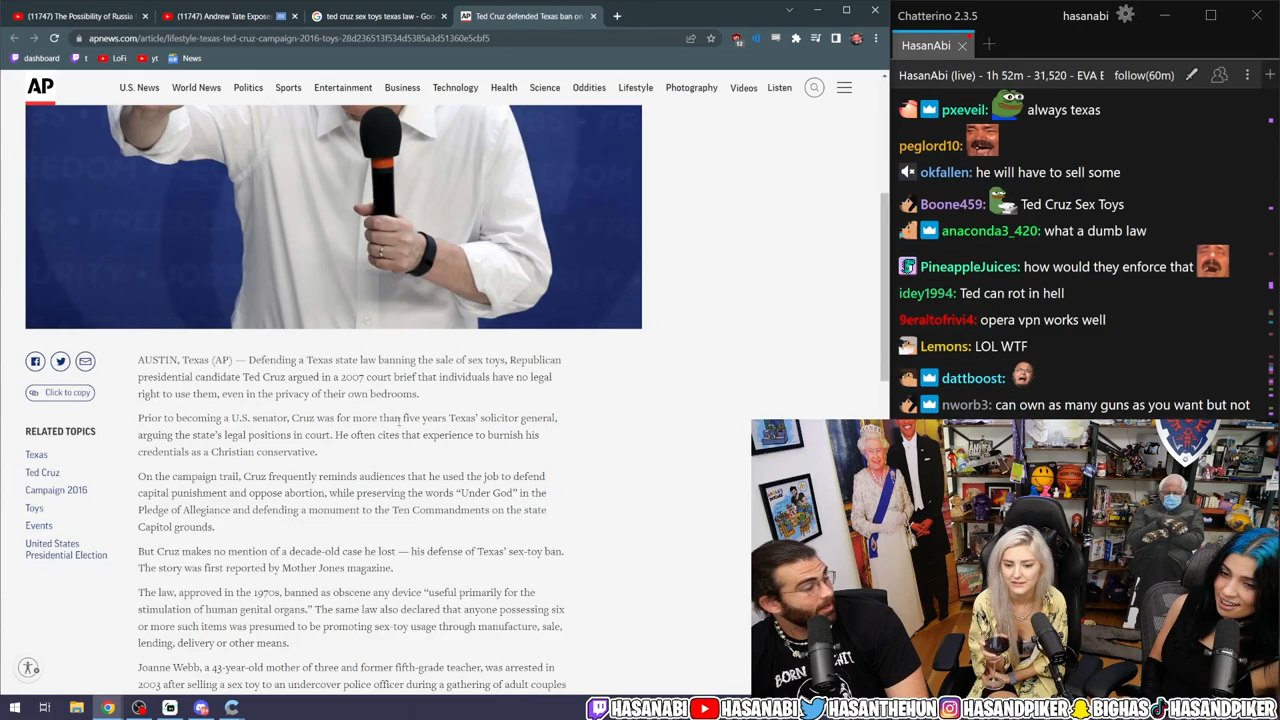 (11747) The Possibility of Russia
(11747) Andrew Tate Expose
ted cruz sex toys texas law - Goo
Ted Cruz defended Texas ban on
apnews.com/article/lifestyle-texas-ted-cruz-campaign-2016-toys-28d236513f534d5385a3d51360e5cbf5
12
dashboard
t
LoFi
yt
News
AP
U.S. News
World News
Politics
Sports
Entertainment
Business
Technology
Health
Science
Oddities
Lifestyle
Photography
Videos
Listen
Click to copy
RELATED TOPICS
Texas
Ted Cruz
Campaign 2016
Toys
Events
United States
Presidential Election
AUSTIN, Texas (AP) — Defending a Texas state law banning the sale of sex toys, Republican
presidential candidate Ted Cruz argued in a 2007 court brief that individuals have no legal
right to use them, even in the privacy of their own bedrooms.
Prior to becoming a U.S. senator, Cruz was for more than five years Texas' solicitor general,
arguing the state's legal positions in court. He often cites that experience to burnish his
credentials as a Christian conservative.
On the campaign trail, Cruz frequently reminds audiences that he used the job to defend
capital punishment and oppose abortion, while preserving the words “Under God” in the
Pledge of Allegiance and defending a monument to the Ten Commandments on the state
Capitol grounds.
But Cruz makes no mention of a decade-old case he lost — his defense of Texas' sex-toy ban.
The story was first reported by Mother Jones magazine.
The law, approved in the 1970s, banned as obscene any device “useful primarily for the
stimulation of human genital organs.” The same law also declared that anyone possessing six
or more such items was presumed to be promoting sex-toy usage through manufacture, sale,
lending, delivery or other means.
Joanne Webb, a 43-year-old mother of three and former fifth-grade teacher, was arrested in
2003 after selling a sex toy to an undercover police officer during a gathering of adult couples
Chatterino 2.3.5
hasanabi
HasanAbi
HasanAbi (live) - 1h 52m - 31,520 - EVA E
follow(60m)
pxeveil: always texas
peglord10:
okfallen: he will have to sell some
Boone459: Ted Cruz Sex Toys
anaconda3_420: what a dumb law
PineappleJuices: how would they enforce that
idey1994: Ted can rot in hell
9eraltofrivi4: opera vpn works well
Lemons: LOL WTF
dattboost:
nworb3: can own as many guns as you want but not
HASANABI
HASANABI
HASANTHEHUN
HASANDPIKER
BIGHAS
HASANDPIKER